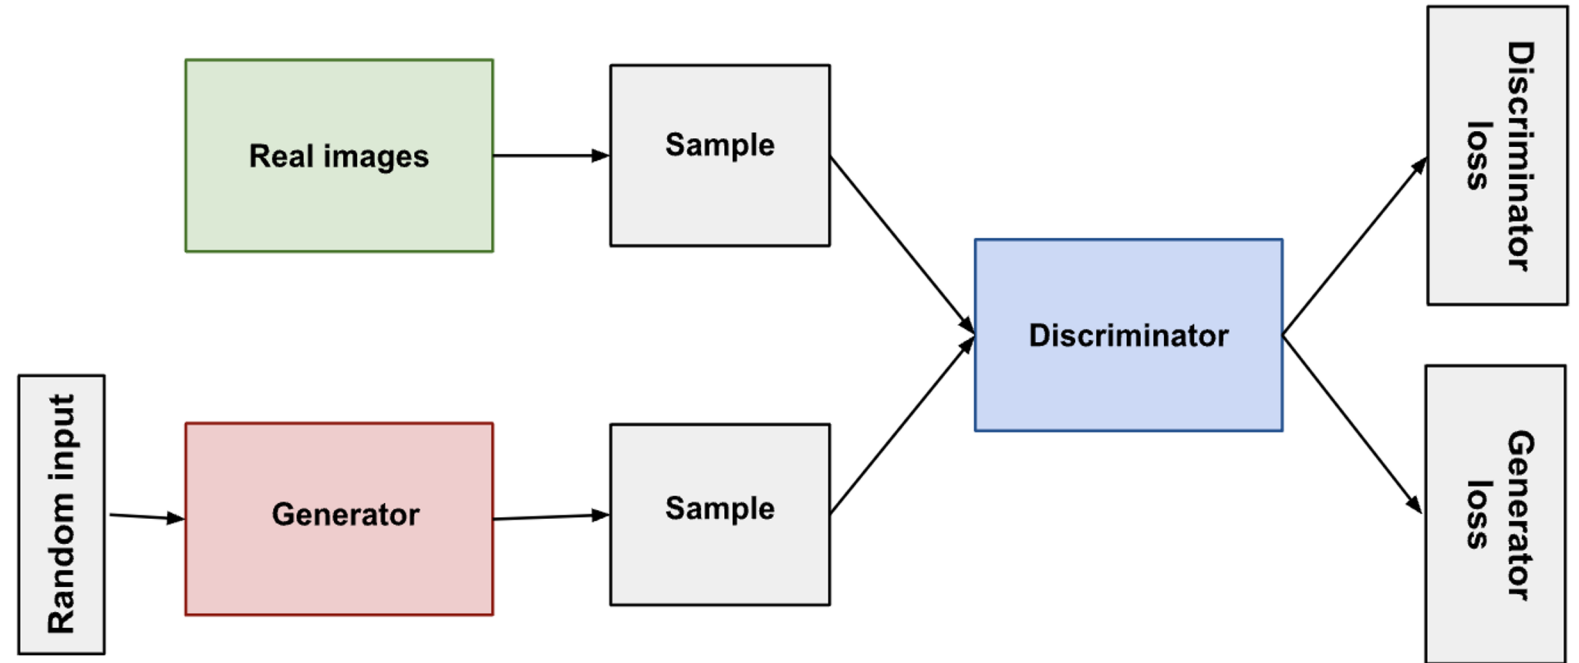 Real images
Sample
Discriminator
loss
Discriminator
Random input
Generator
Sample
Generator
loss